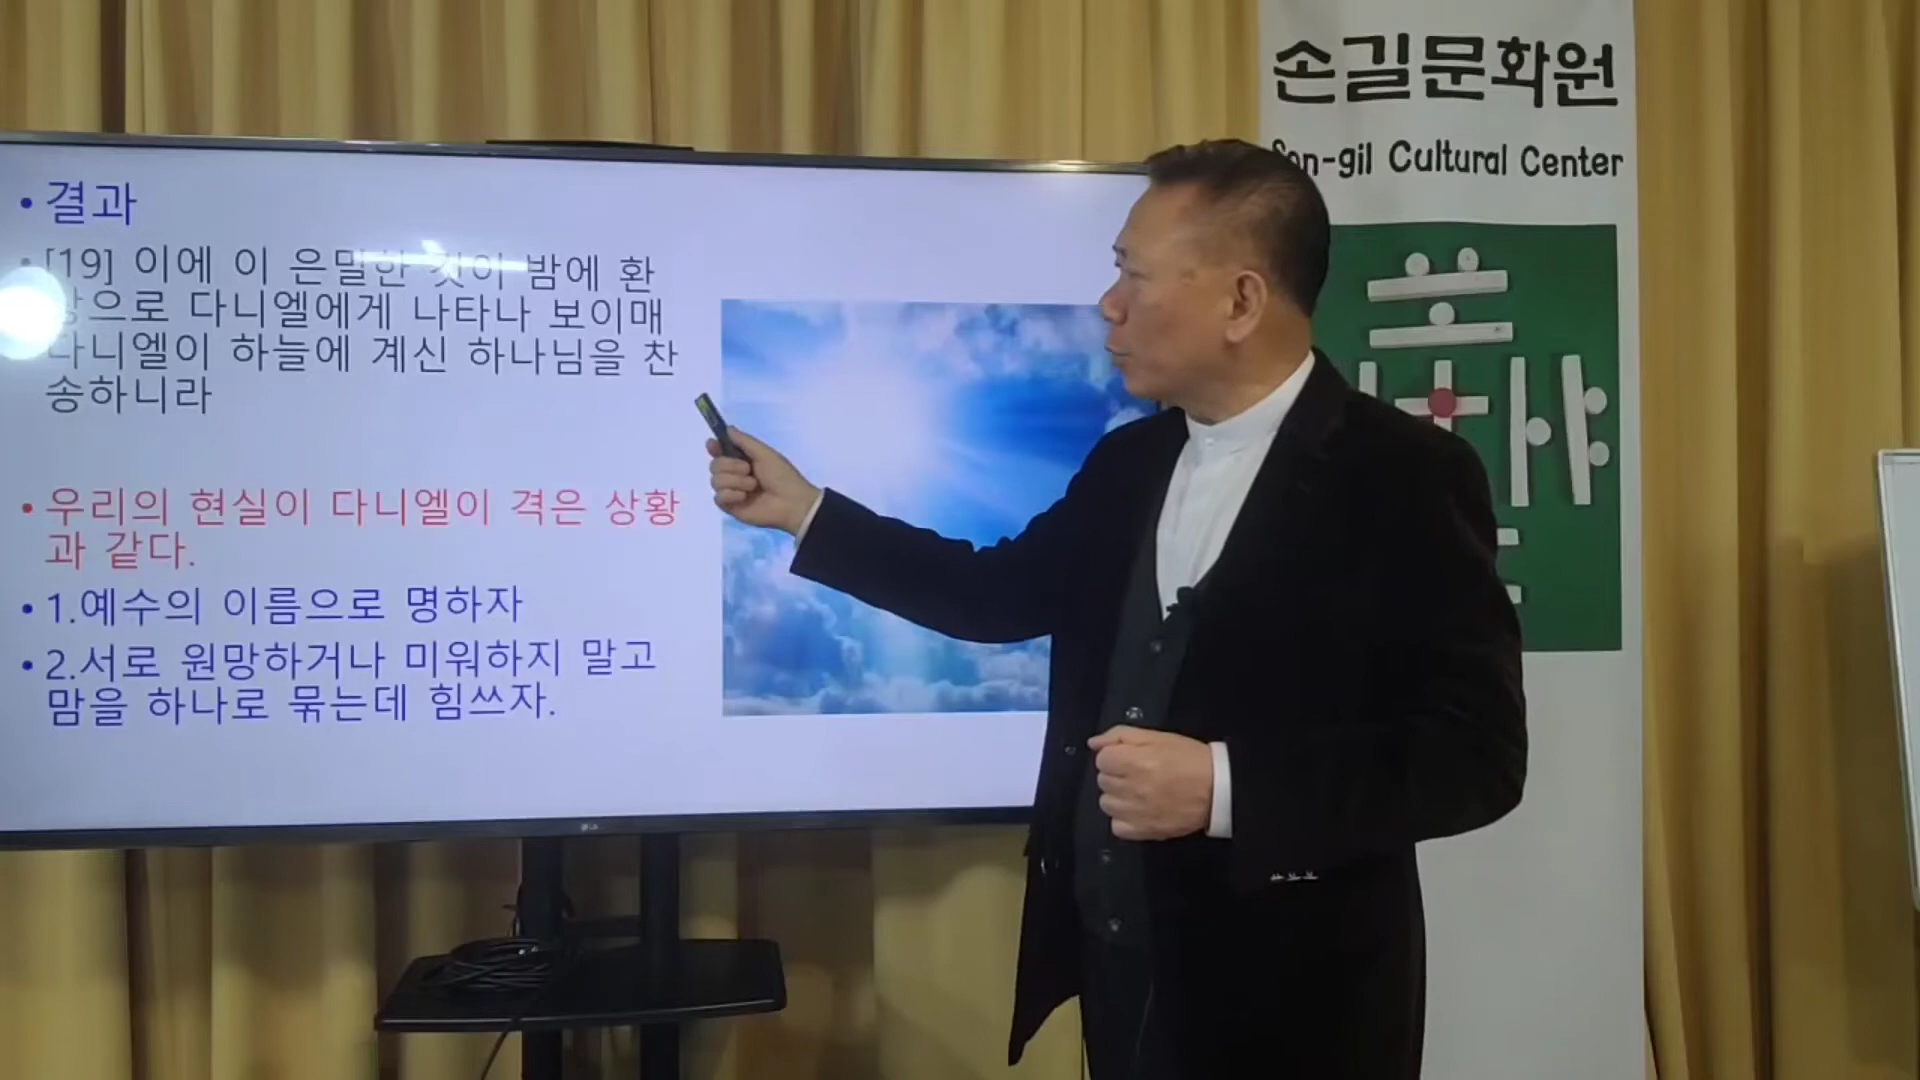 • 결과
• [19] 이에 이 은밀한 것이 밤에 환
상으로 다니엘에게 나타나 보이매
다니엘이 하늘에 계신 하나님을 찬
송하니라
• 우리의 현실이 다니엘이 격은 상황
과 같다.
• 1.예수의 이름으로 명하자
• 2.서로 원망하거나 미워하지 말고
맘을 하나로 묶는데 힘쓰자.
손길문화원
Son-gil Cultural Center